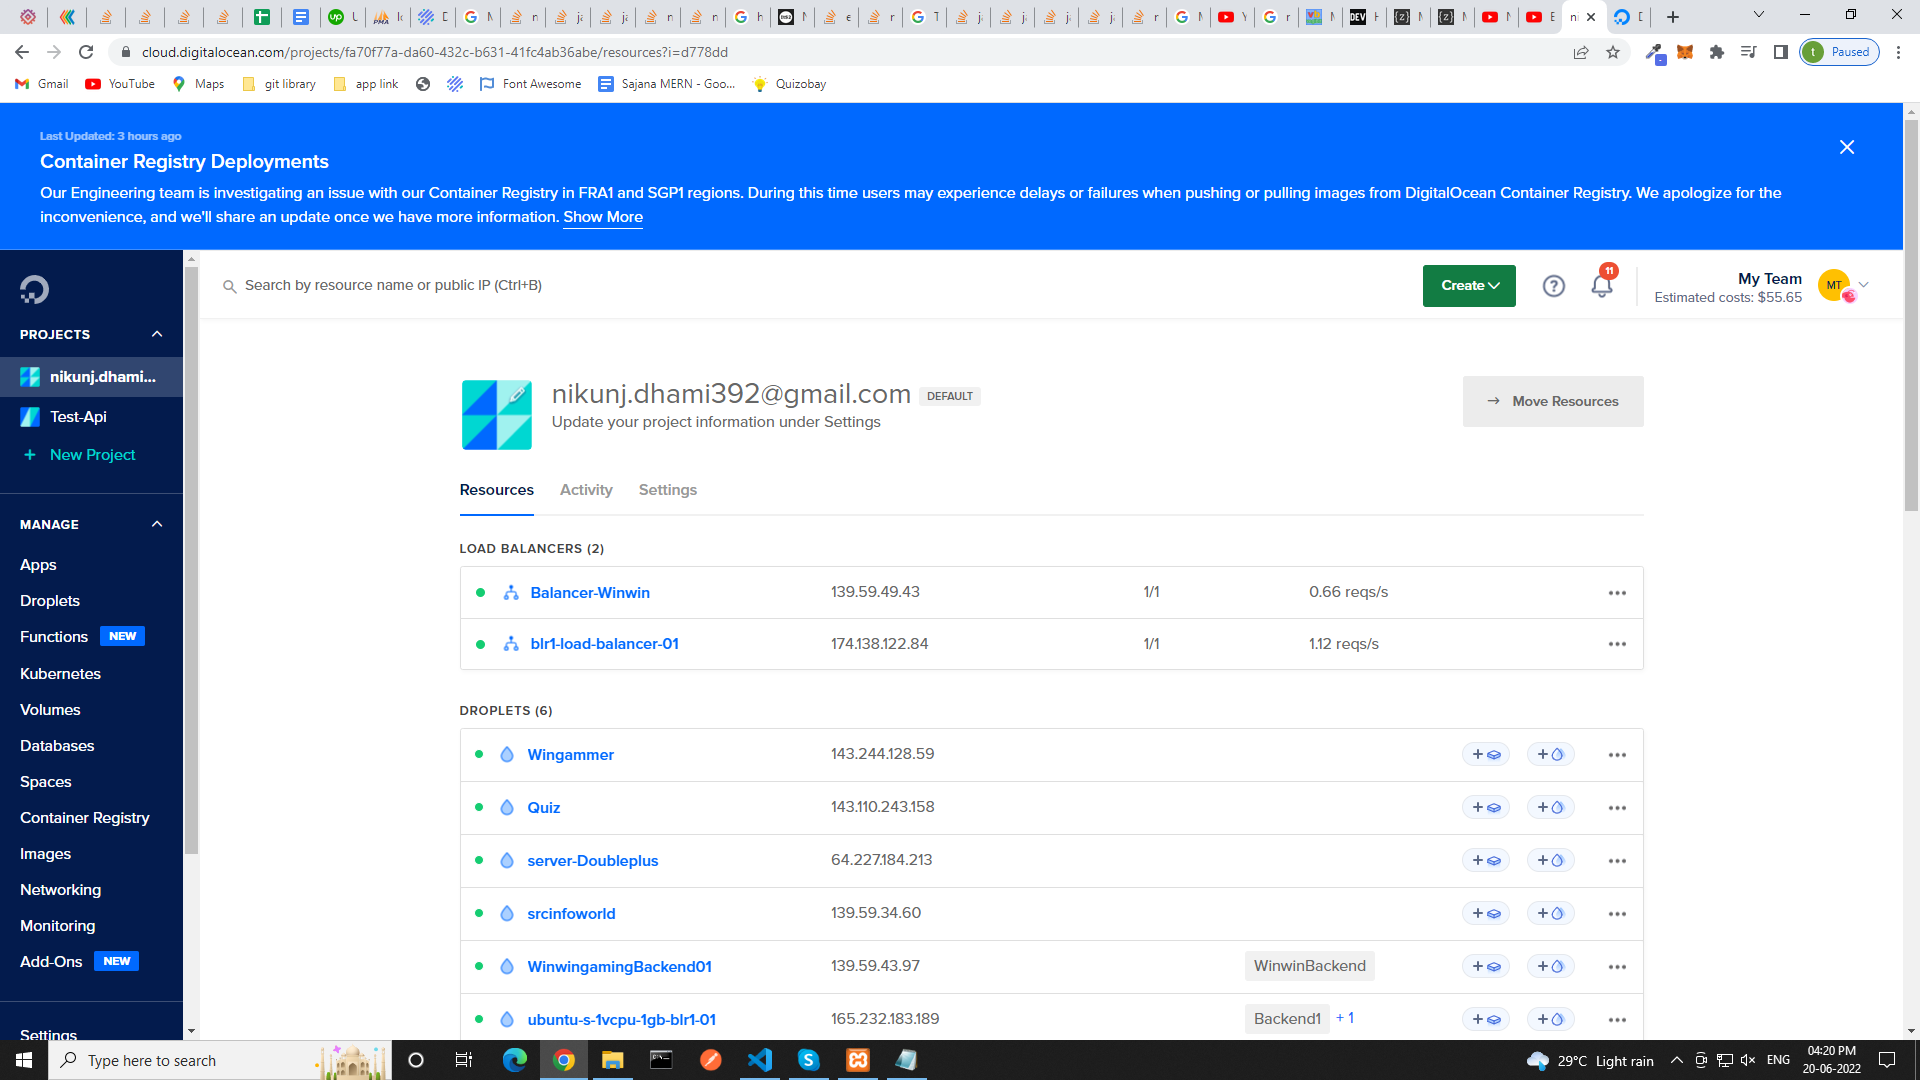 cloud.digitalocean.com/projects/fa70f77a-da60-432c-b631-41fc4ab36abe/resources?i=d778dd
Paused
Gmail
YouTube
Maps
git library
app link
Font Awesome
Sajana MERN - Goo...
Quizobay
Last Updated: 3 hours ago
Container Registry Deployments
Our Engineering team is investigating an issue with our Container Registry in FRA1 and SGP1 regions. During this time users may experience delays or failures when pushing or pulling images from DigitalOcean Container Registry. We apologize for the
inconvenience, and we'll share an update once we have more information. Show More
Search by resource name or public IP (Ctrl+B)
Create
11
My Team
Estimated costs: $55.65
MT
PROJECTS
nikunj.dhami...
Test-Api
+ New Project
MANAGE
Apps
Droplets
Functions NEW
Kubernetes
Volumes
Databases
Spaces
Container Registry
Images
Networking
Monitoring
Add-Ons NEW
Settings
nikunj.dhami392@gmail.com DEFAULT
Update your project information under Settings
→ Move Resources
Resources Activity Settings
LOAD BALANCERS (2)
Balancer-Winwin 139.59.49.43 1/1 0.66 reqs/s
blr1-load-balancer-01 174.138.122.84 1/1 1.12 reqs/s
DROPLETS (6)
Wingammer 143.244.128.59
Quiz 143.110.243.158
server-Doubleplus 64.227.184.213
srcinfoworld 139.59.34.60
WinwingamingBackend01 139.59.43.97 WinwinBackend
ubuntu-s-1vcpu-1gb-blr1-01 165.232.183.189 Backend1 + 1
Type here to search
29°C Light rain
ENG
04:20 PM
20-06-2022